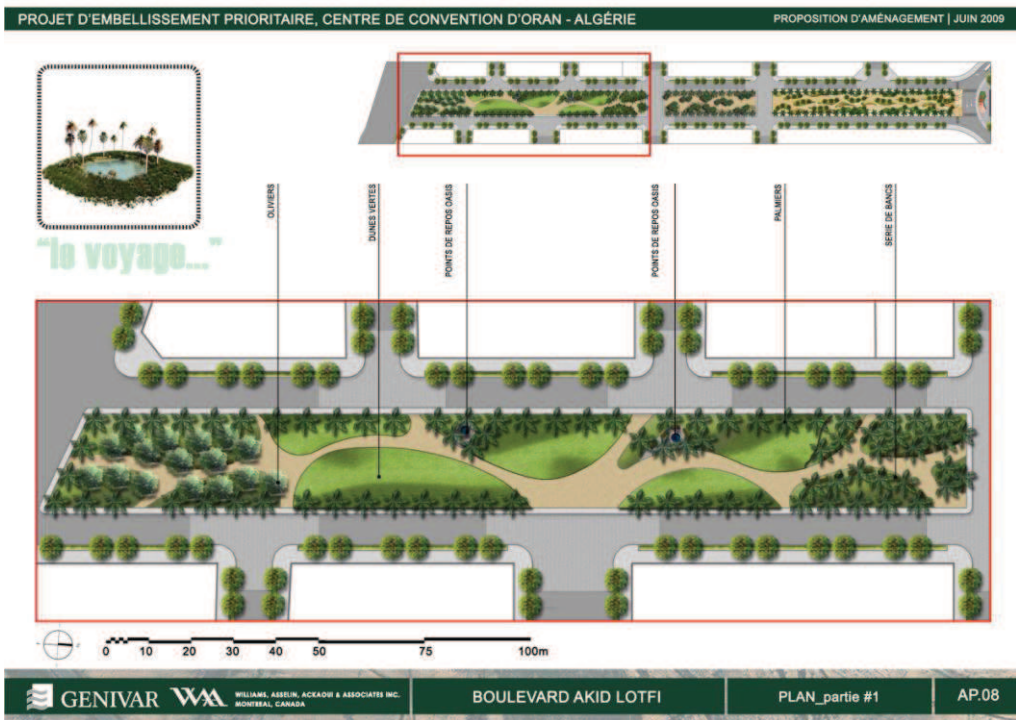 PROJET D'EMBELLISSEMENT PRIORITAIRE, CENTRE DE CONVENTION D'ORAN - ALGÉRIE
PROPOSITION D'AMÉNAGEMENT | JUIN 2009
"le voyage..."
OLIVIERS
DUNES VERTES
POINTS DE REPOS OASIS
POINTS DE REPOS OASIS
PALMIERS
SERIE DE BANCS
0 10 20 30 40 50 75 100m
GENIVAR
WAA
WILLIAMS, ASSELIN, ACKAOUI & ASSOCIATES INC.
MONTREAL, CANADA
BOULEVARD AKID LOTFI
PLAN_partie #1
AP.08